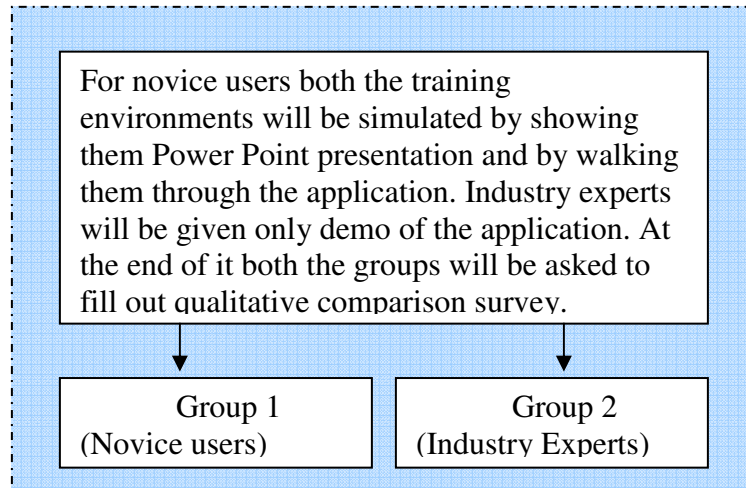 For novice users both the training
environments will be simulated by showing
them Power Point presentation and by walking
them through the application. Industry experts
will be given only demo of the application. At
the end of it both the groups will be asked to
fill out qualitative comparison survey.
Group 1
(Novice users)
Group 2
(Industry Experts)